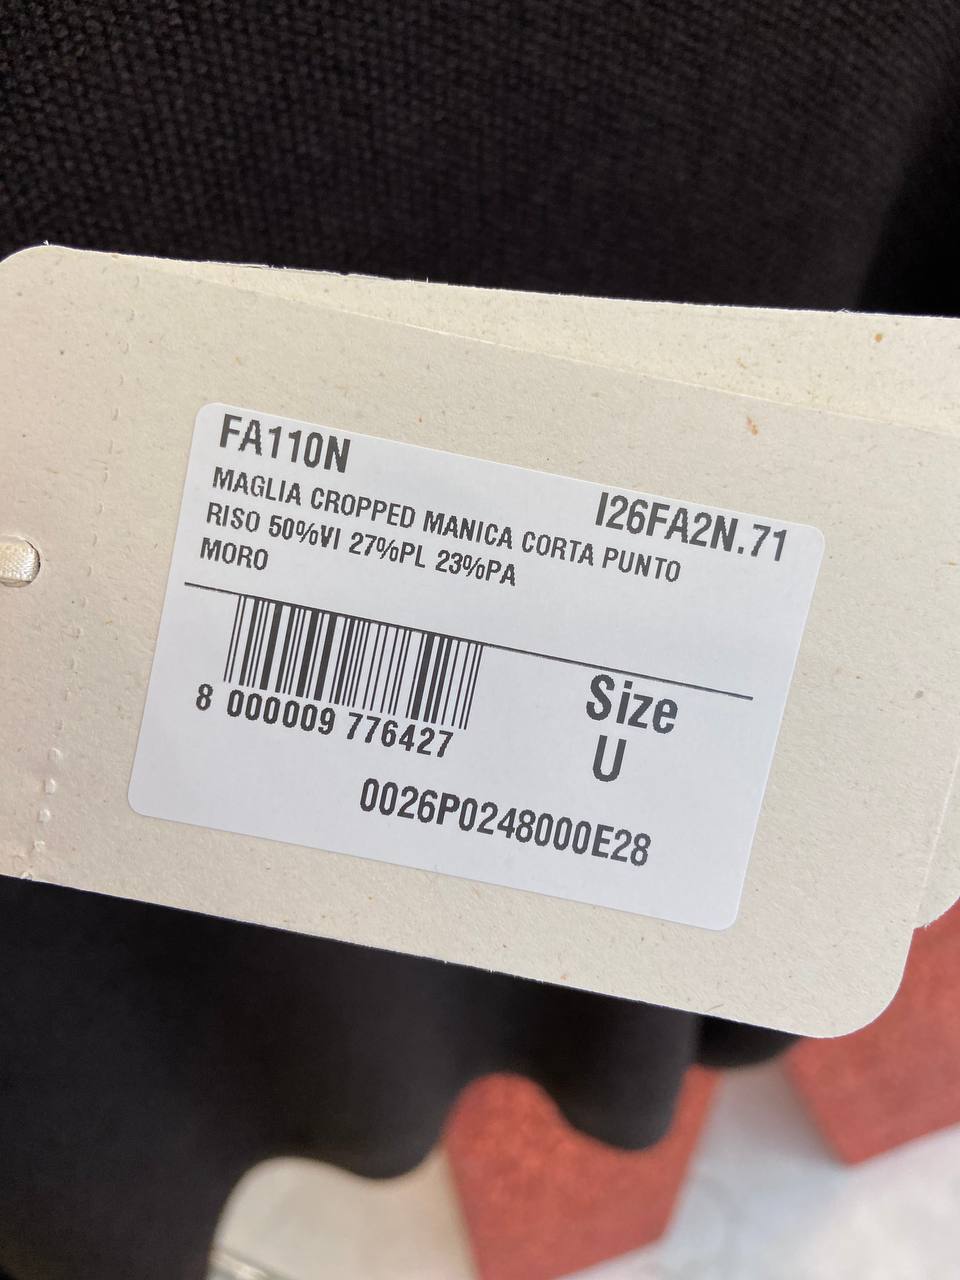 FA110N
I26FA2N.71
MAGLIA CROPPED MANICA CORTA PUNTO
RISO 50%VI 27%PL 23%PA
MORO
8 000009 776427
Size
U
0026P0248000E28